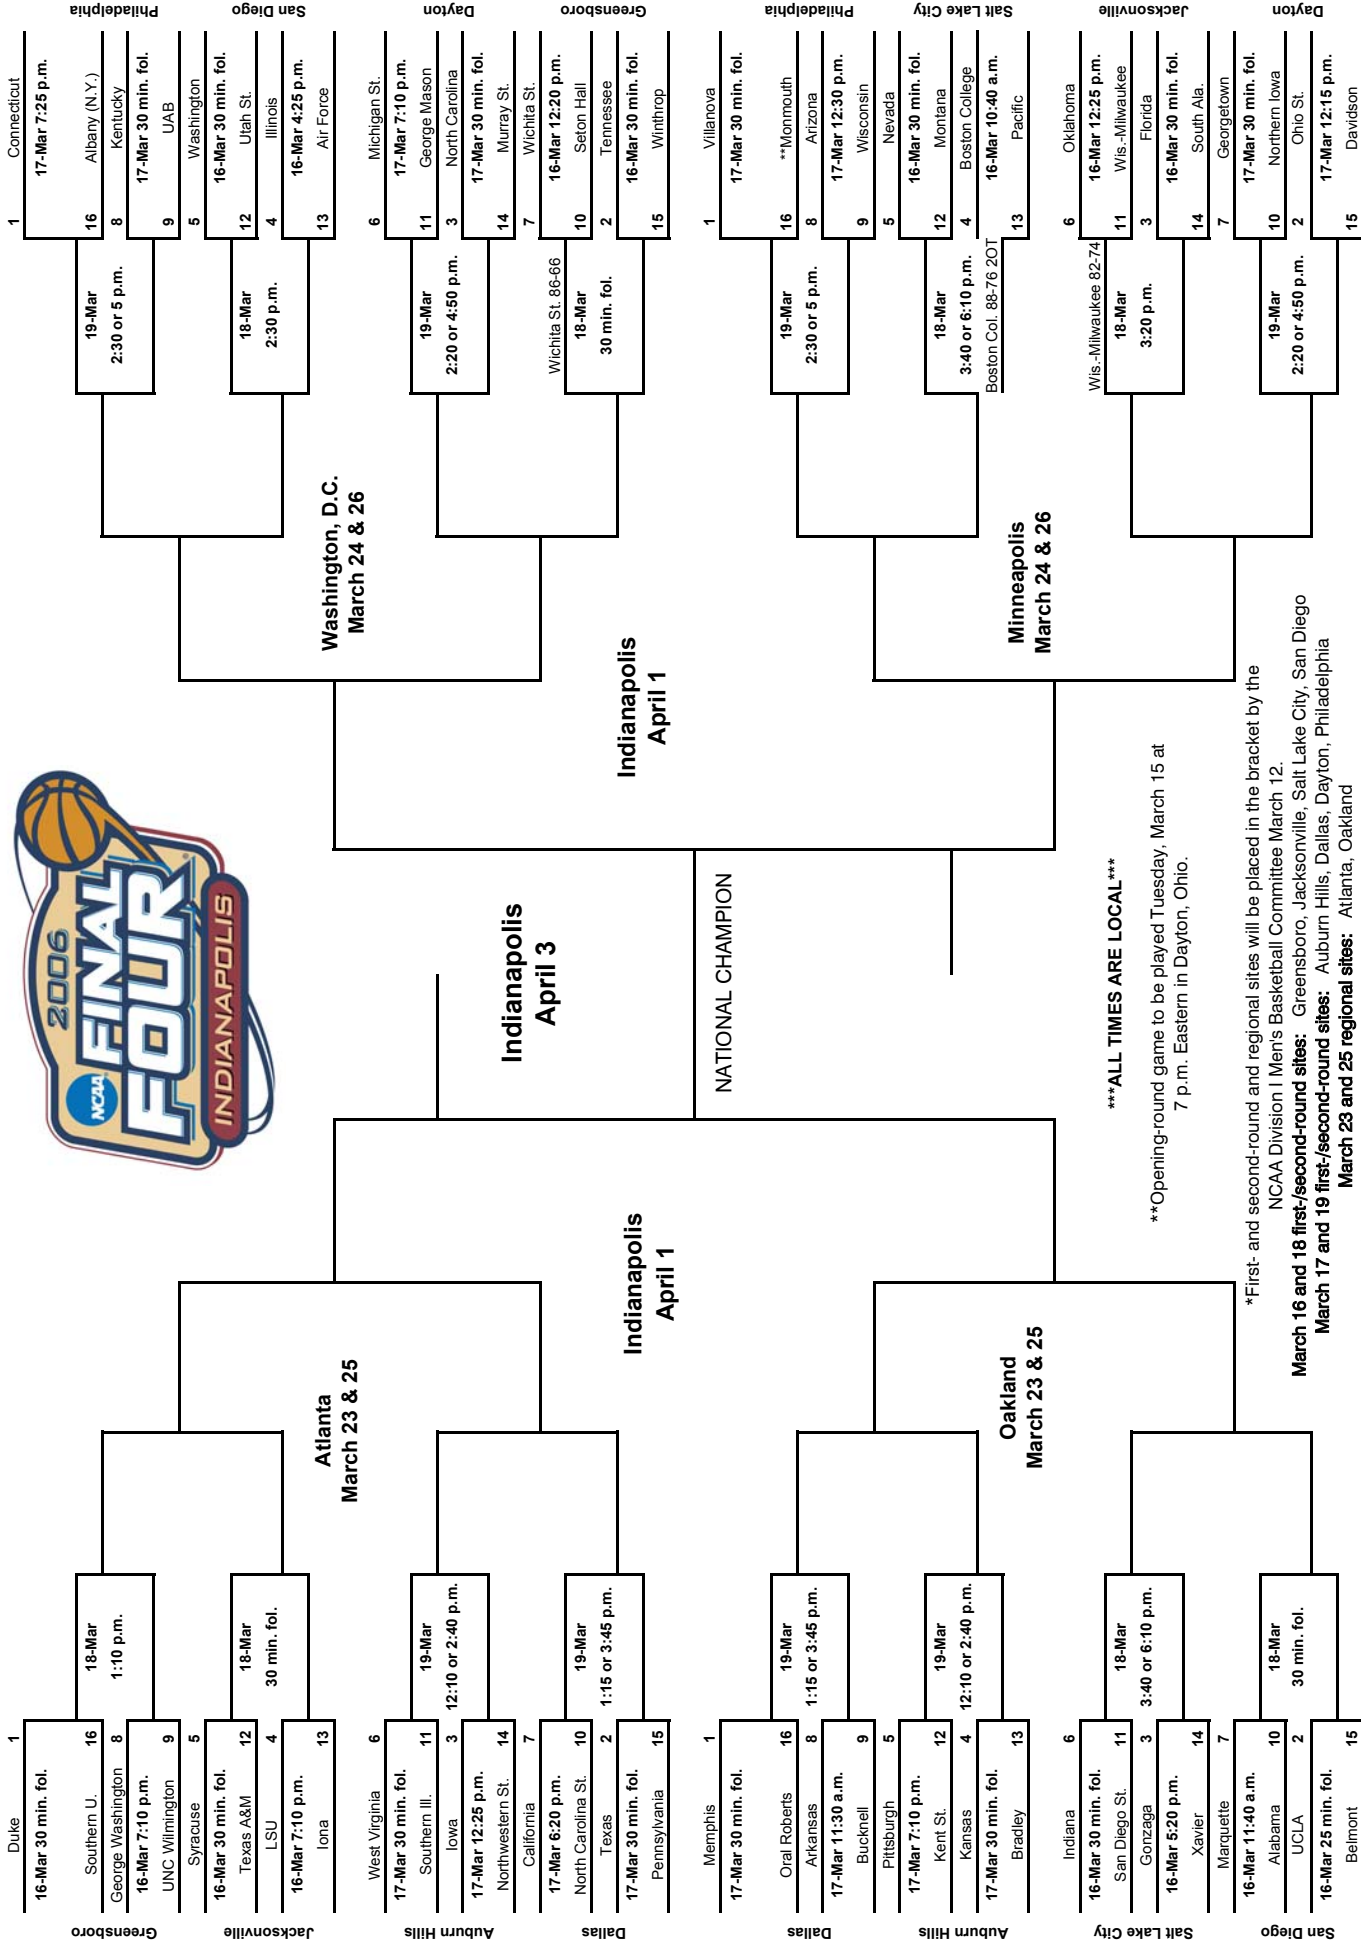 2006
NCAA
FINAL
FOUR
INDIANAPOLIS
Greensboro
Duke 1
16-Mar 30 min. fol.
Southern U. 16
George Washington 8
16-Mar 7:10 p.m.
UNC Wilmington 9
18-Mar
1:10 p.m.
Jacksonville
Syracuse 5
16-Mar 30 min. fol.
Texas A&M 12
LSU 4
16-Mar 7:10 p.m.
Iona 13
18-Mar
30 min. fol.
Atlanta
March 23 & 25
Auburn Hills
West Virginia 6
17-Mar 30 min. fol.
Southern Ill. 11
Iowa 3
17-Mar 12:25 p.m.
Northwestern St. 14
19-Mar
12:10 or 2:40 p.m.
Dallas
California 7
17-Mar 6:20 p.m.
North Carolina St. 10
Texas 2
17-Mar 30 min. fol.
Pennsylvania 15
19-Mar
1:15 or 3:45 p.m.
Indianapolis
April 1
Dallas
Memphis 1
17-Mar 30 min. fol.
Oral Roberts 16
Arkansas 8
17-Mar 11:30 a.m.
Bucknell 9
19-Mar
1:15 or 3:45 p.m.
Auburn Hills
Pittsburgh 5
17-Mar 7:10 p.m.
Kent St. 12
Kansas 4
17-Mar 30 min. fol.
Bradley 13
19-Mar
12:10 or 2:40 p.m.
Oakland
March 23 & 25
Salt Lake City
Indiana 6
16-Mar 30 min. fol.
San Diego St. 11
Gonzaga 3
16-Mar 5:20 p.m.
Xavier 14
18-Mar
3:40 or 6:10 p.m.
San Diego
Marquette 7
16-Mar 11:40 a.m.
Alabama 10
UCLA 2
16-Mar 25 min. fol.
Belmont 15
18-Mar
30 min. fol.
Indianapolis
April 3
NATIONAL CHAMPION
Philadelphia
1 Connecticut
17-Mar 7:25 p.m.
16 Albany (N.Y.)
8 Kentucky
17-Mar 30 min. fol.
9 UAB
19-Mar
2:30 or 5 p.m.
San Diego
5 Washington
16-Mar 30 min. fol.
12 Utah St.
4 Illinois
16-Mar 4:25 p.m.
13 Air Force
18-Mar
2:30 p.m.
Washington, D.C.
March 24 & 26
Dayton
6 Michigan St.
17-Mar 7:10 p.m.
11 George Mason
3 North Carolina
17-Mar 30 min. fol.
14 Murray St.
19-Mar
2:20 or 4:50 p.m.
Greensboro
7 Wichita St.
16-Mar 12:20 p.m.
10 Seton Hall
2 Tennessee
16-Mar 30 min. fol.
15 Winthrop
Wichita St. 86-66
18-Mar
30 min. fol.
Indianapolis
April 1
Philadelphia
1 Villanova
17-Mar 30 min. fol.
16 **Monmouth
8 Arizona
17-Mar 12:30 p.m.
9 Wisconsin
19-Mar
2:30 or 5 p.m.
Salt Lake City
5 Nevada
16-Mar 30 min. fol.
12 Montana
4 Boston College
16-Mar 10:40 a.m.
13 Pacific
18-Mar
3:40 or 6:10 p.m.
Boston Col. 88-76 2OT
Minneapolis
March 24 & 26
Jacksonville
6 Oklahoma
16-Mar 12:25 p.m.
11 Wis.-Milwaukee
3 Florida
16-Mar 30 min. fol.
14 South Ala.
Wis.-Milwaukee 82-74
18-Mar
3:20 p.m.
Dayton
7 Georgetown
17-Mar 30 min. fol.
10 Northern Iowa
2 Ohio St.
17-Mar 12:15 p.m.
15 Davidson
19-Mar
2:20 or 4:50 p.m.
***ALL TIMES ARE LOCAL***
**Opening-round game to be played Tuesday, March 15 at
7 p.m. Eastern in Dayton, Ohio.
*First- and second-round and regional sites will be placed in the bracket by the
NCAA Division I Men's Basketball Committee March 12.
March 16 and 18 first-/second-round sites: Greensboro, Jacksonville, Salt Lake City, San Diego
March 17 and 19 first-/second-round sites: Auburn Hills, Dallas, Dayton, Philadelphia
March 23 and 25 regional sites: Atlanta, Oakland